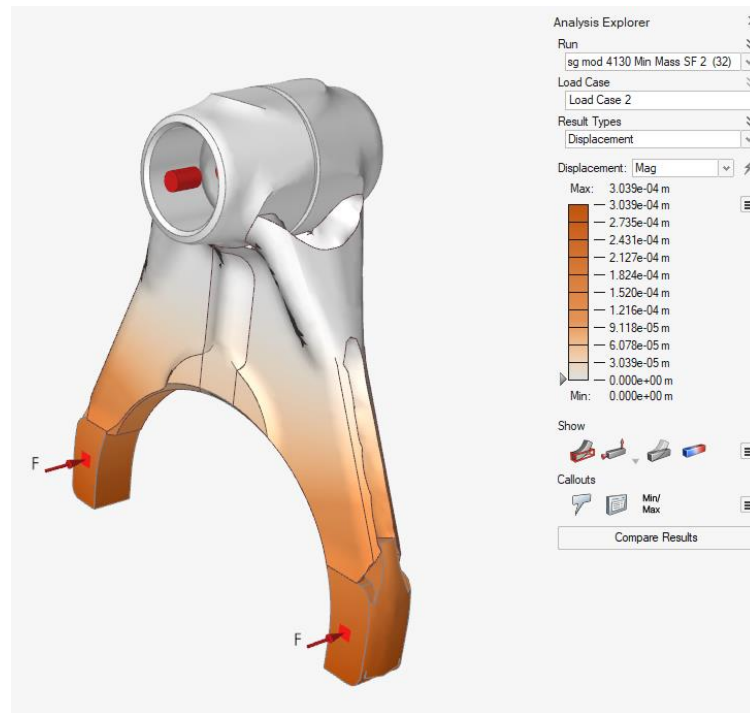 Analysis Explorer
Run
sg mod 4130 Min Mass SF 2 (32)
Load Case
Load Case 2
Result Types
Displacement
Displacement: Mag
Max: 3.039e-04 m
3.039e-04 m
2.735e-04 m
2.431e-04 m
2.127e-04 m
1.824e-04 m
1.520e-04 m
1.216e-04 m
9.118e-05 m
6.078e-05 m
3.039e-05 m
0.000e+00 m
Min: 0.000e+00 m
Show
Callouts
Min/
Max
Compare Results
F
F